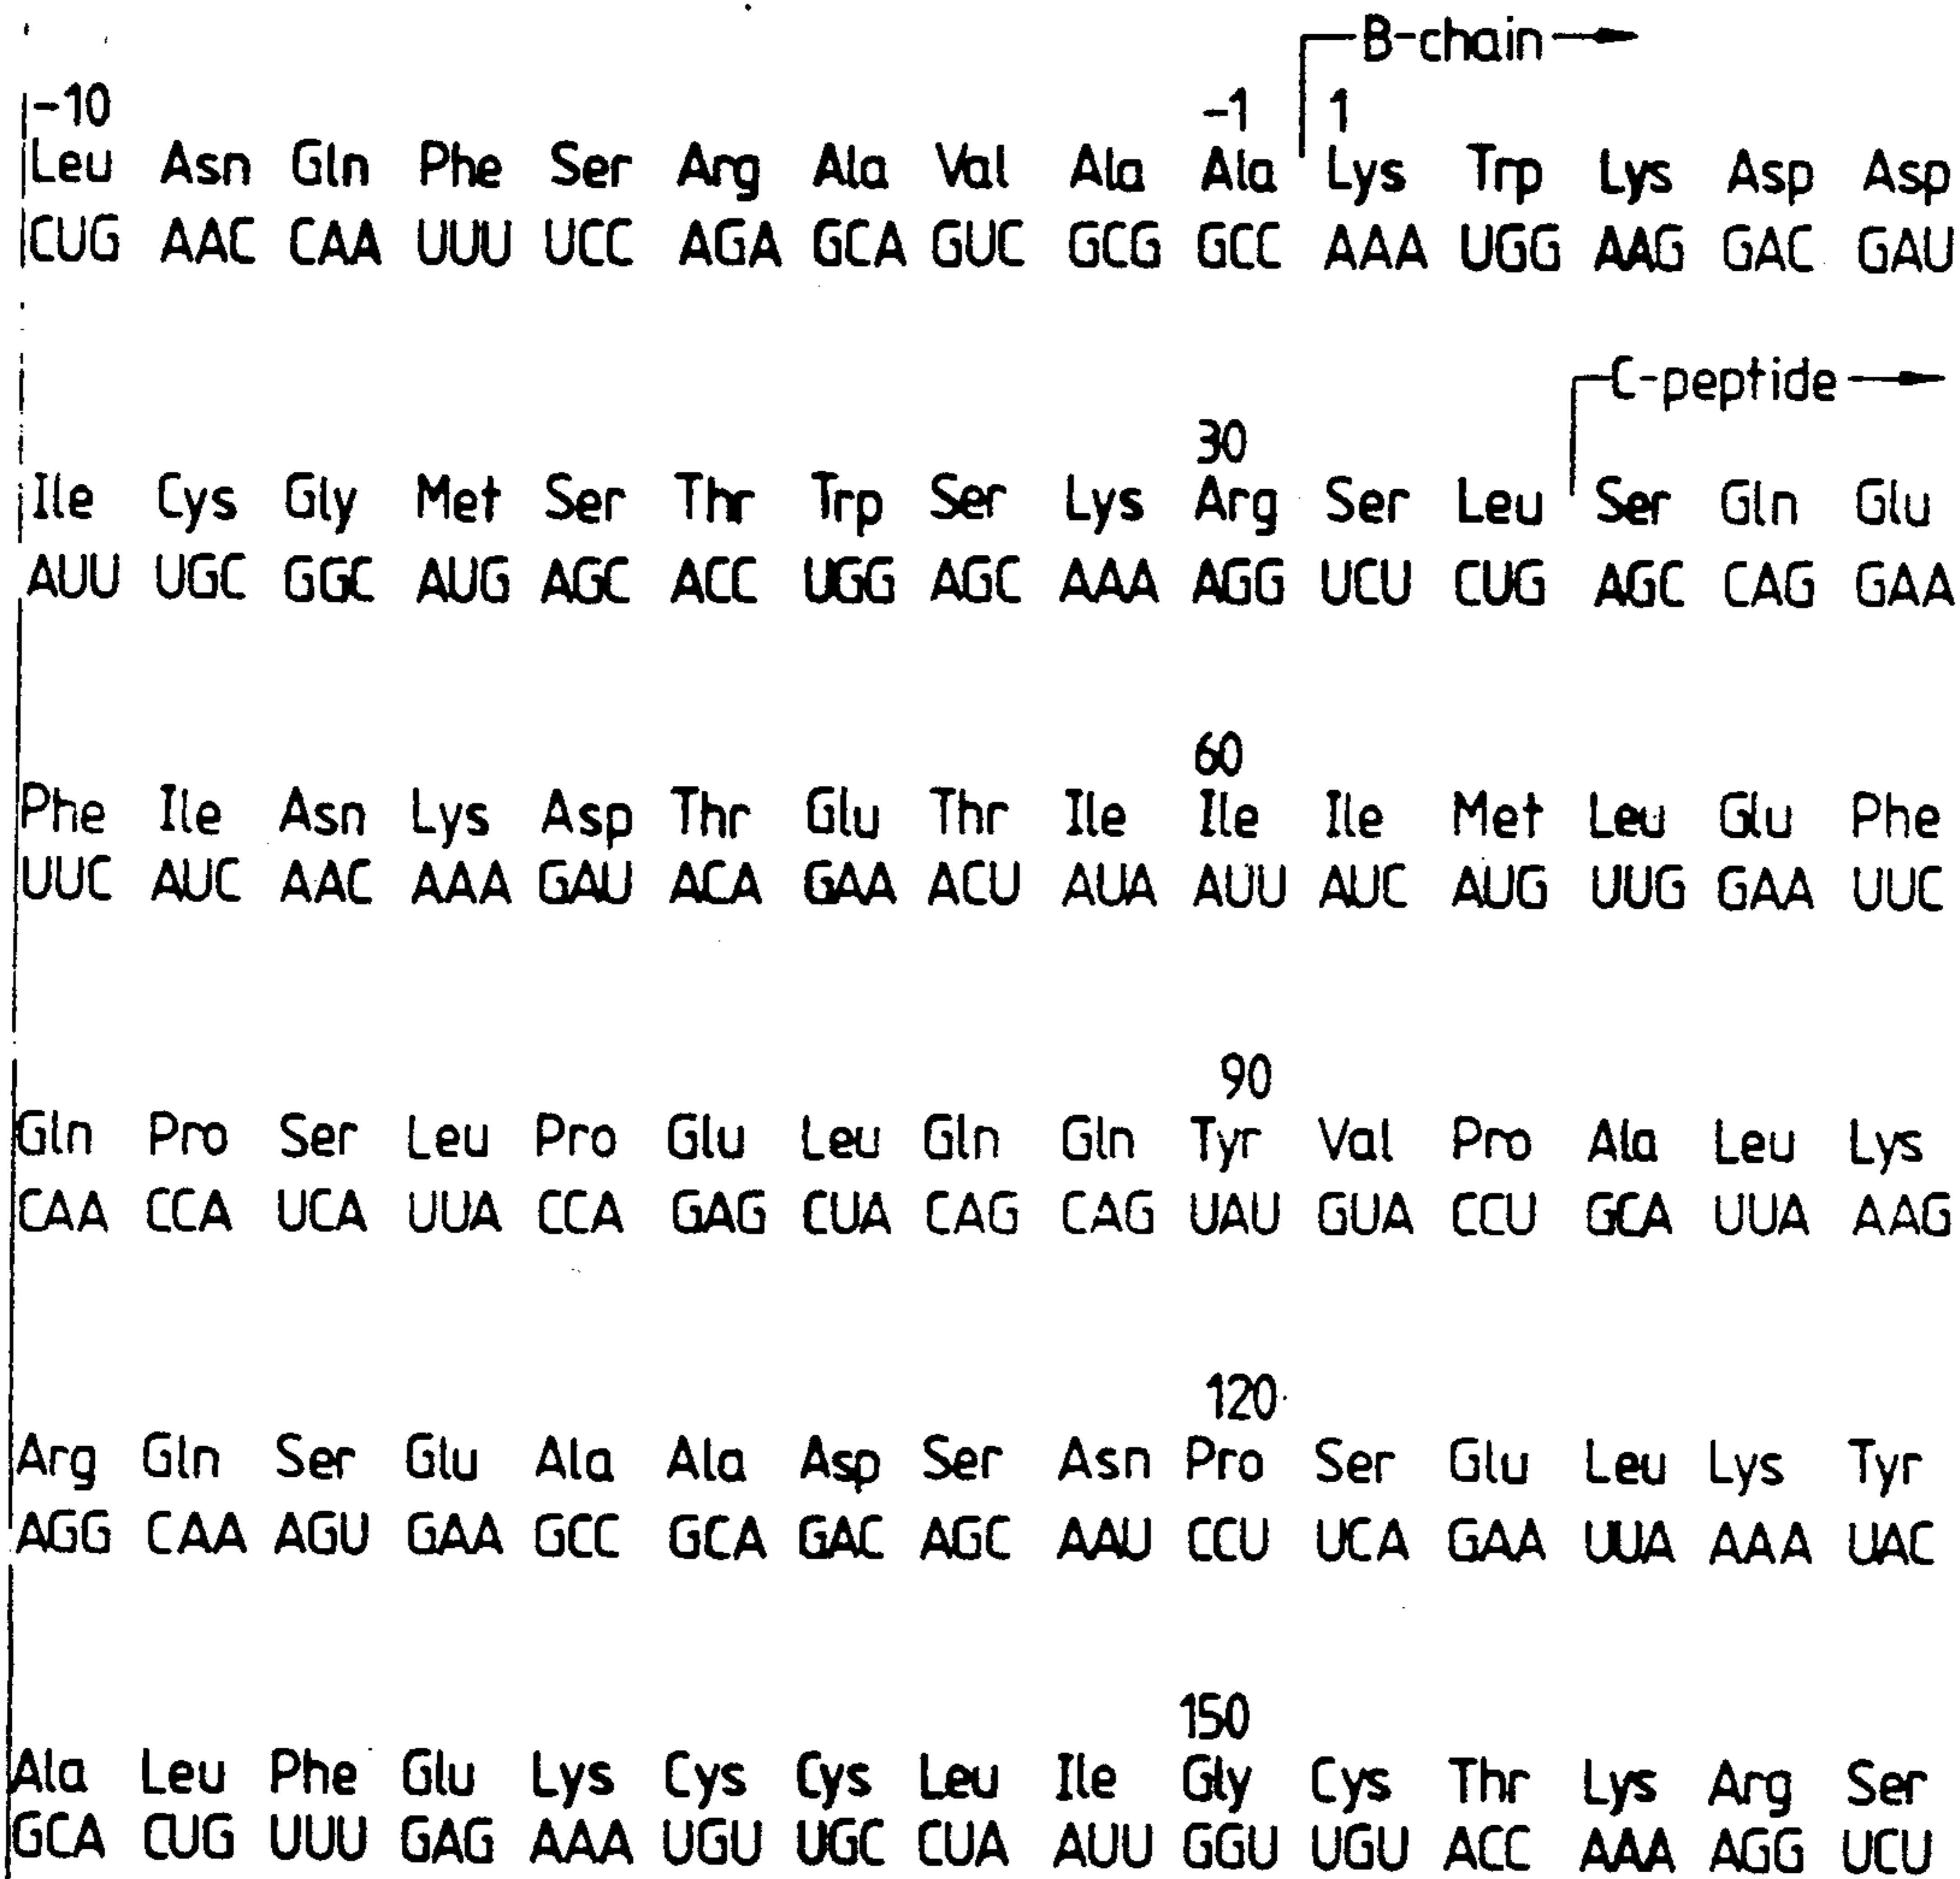 B-chain
-10 -1 1
Leu Asn Gln Phe Ser Arg Ala Val Ala Ala Lys Trp Lys Asp Asp
CUG AAC CAA UUU UCC AGA GCA GUC GCG GCC AAA UGG AAG GAC GAU
C-peptide
30
Ile Cys Gly Met Ser Thr Trp Ser Lys Arg Ser Leu Ser Gln Glu
AUU UGC GGC AUG AGC ACC UGG AGC AAA AGG UCU CUG AGC CAG GAA
60
Phe Ile Asn Lys Asp Thr Glu Thr Ile Ile Ile Met Leu Glu Phe
UUC AUC AAC AAA GAU ACA GAA ACU AUA AUU AUC AUG UUG GAA UUC
90
Gln Pro Ser Leu Pro Glu Leu Gln Gln Tyr Val Pro Ala Leu Lys
CAA CCA UCA UUA CCA GAG CUA CAG CAG UAU GUA CCU GCA UUA AAG
120
Arg Gln Ser Glu Ala Ala Asp Ser Asn Pro Ser Glu Leu Lys Tyr
AGG CAA AGU GAA GCC GCA GAC AGC AAU CCU UCA GAA UUA AAA UAC
150
Ala Leu Phe Glu Lys Cys Cys Leu Ile Gly Cys Thr Lys Arg Ser
GCA CUG UUU GAG AAA UGU UGC CUA AUU GGU UGU ACC AAA AGG UCU